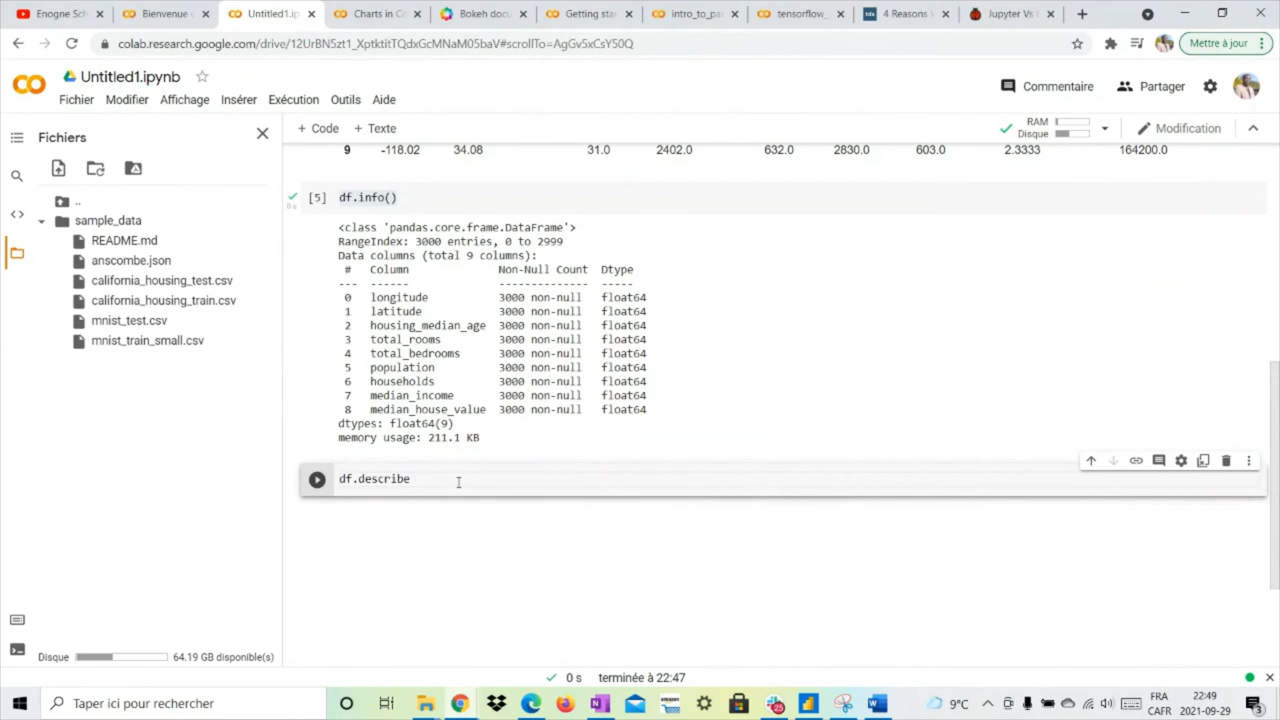 Enogne Sc
Bienvenue
Untitled1.ip
Charts in C
Bokeh doc
Getting sta
intro_to_pa
tensorflow_
4 Reasons
Jupyter Vs
colab.research.google.com/drive/12UrBN5zt1_XptktitTQdxGcMNaM05baV#scrollTo=AgGv5xCsY50Q
Mettre à jour
CO
Untitled1.ipynb
Fichier Modifier Affichage Insérer Exécution Outils Aide
Commentaire
Partager
Fichiers
+ Code + Texte
RAM
Disque
Modification
..
sample_data
README.md
anscombe.json
california_housing_test.csv
california_housing_train.csv
mnist_test.csv
mnist_train_small.csv
Disque 64.19 GB disponible(s)
9 -118.02 34.08 31.0 2402.0 632.0 2830.0 603.0 2.3333 164200.0
[5] df.info()
0 s
<class 'pandas.core.frame.DataFrame'>
RangeIndex: 3000 entries, 0 to 2999
Data columns (total 9 columns):
# Column Non-Null Count Dtype
--- ------ -------------- -----
0 longitude 3000 non-null float64
1 latitude 3000 non-null float64
2 housing_median_age 3000 non-null float64
3 total_rooms 3000 non-null float64
4 total_bedrooms 3000 non-null float64
5 population 3000 non-null float64
6 households 3000 non-null float64
7 median_income 3000 non-null float64
8 median_house_value 3000 non-null float64
dtypes: float64(9)
memory usage: 211.1 KB
df.describe
0 s terminée à 22:47
Taper ici pour rechercher
25
9°C
FRA
CAFR
22:49
2021-09-29
3